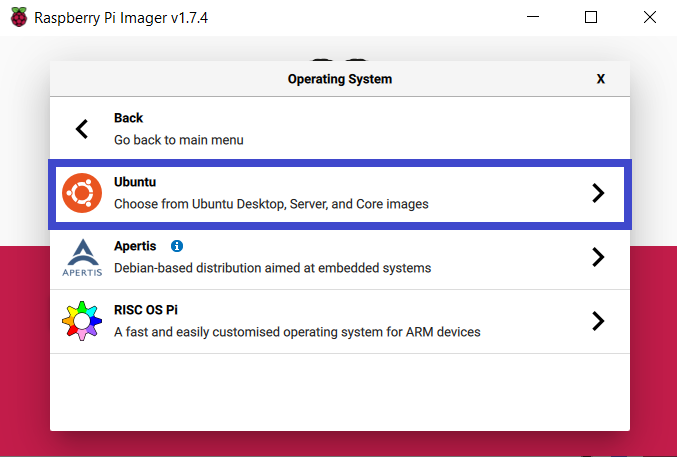 Raspberry Pi Imager v1.7.4
Operating System
X
Back
Go back to main menu
Ubuntu
Choose from Ubuntu Desktop, Server, and Core images
Apertis
APERTIS
Debian-based distribution aimed at embedded systems
RISC OS Pi
A fast and easily customised operating system for ARM devices